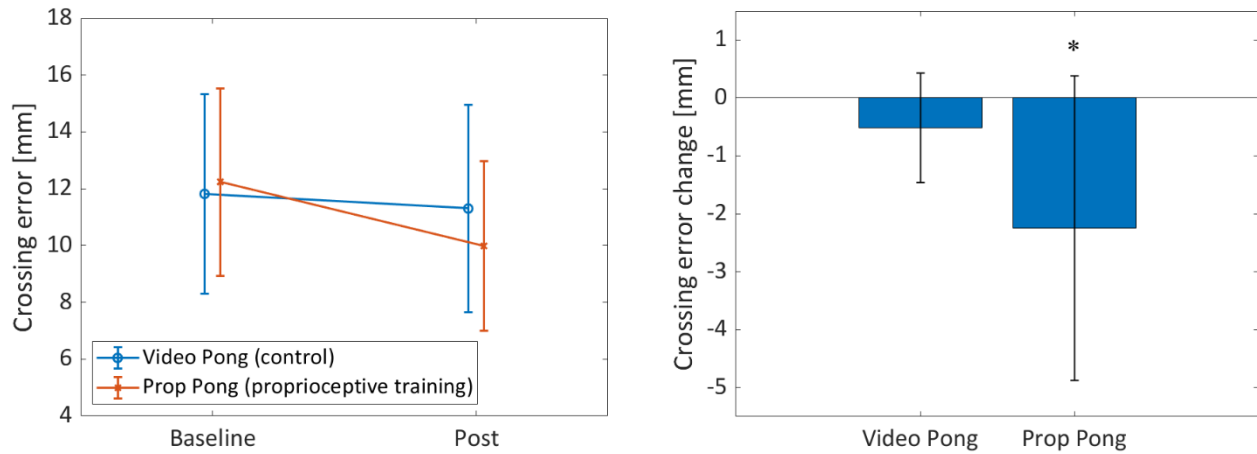 18
16
14
12
10
8
6
4
Crossing error [mm]
Video Pong (control)
Prop Pong (proprioceptive training)
Baseline Post
1
0
-1
-2
-3
-4
-5
Crossing error change [mm]
*
Video Pong Prop Pong